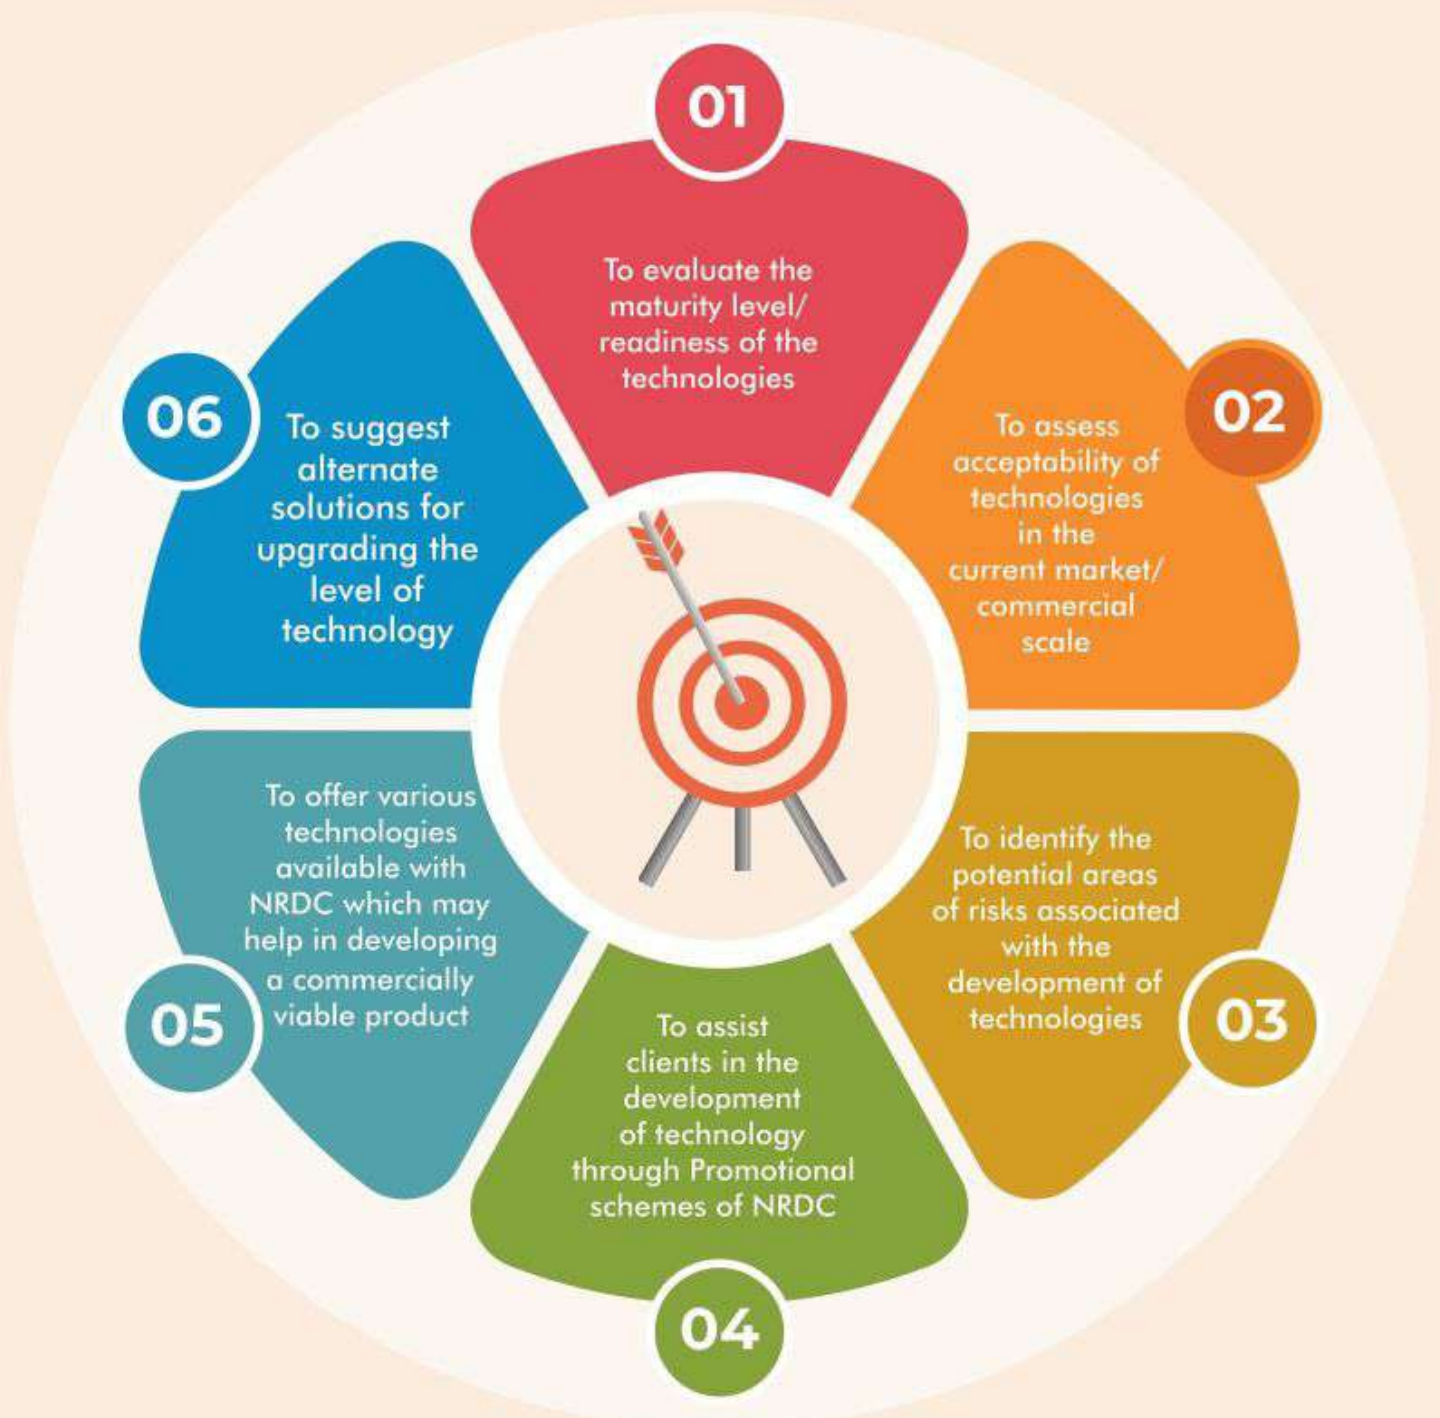 01
To evaluate the
maturity level/
readiness of the
technologies
02
To assess
acceptability of
technologies
in the
current market/
commercial
scale
03
To identify the
potential areas
of risks associated
with the
development of
technologies
04
To assist
clients in the
development
of technology
through Promotional
schemes of NRDC
05
To offer various
technologies
available with
NRDC which may
help in developing
a commercially
viable product
06
To suggest
alternate
solutions for
upgrading the
level of
technology